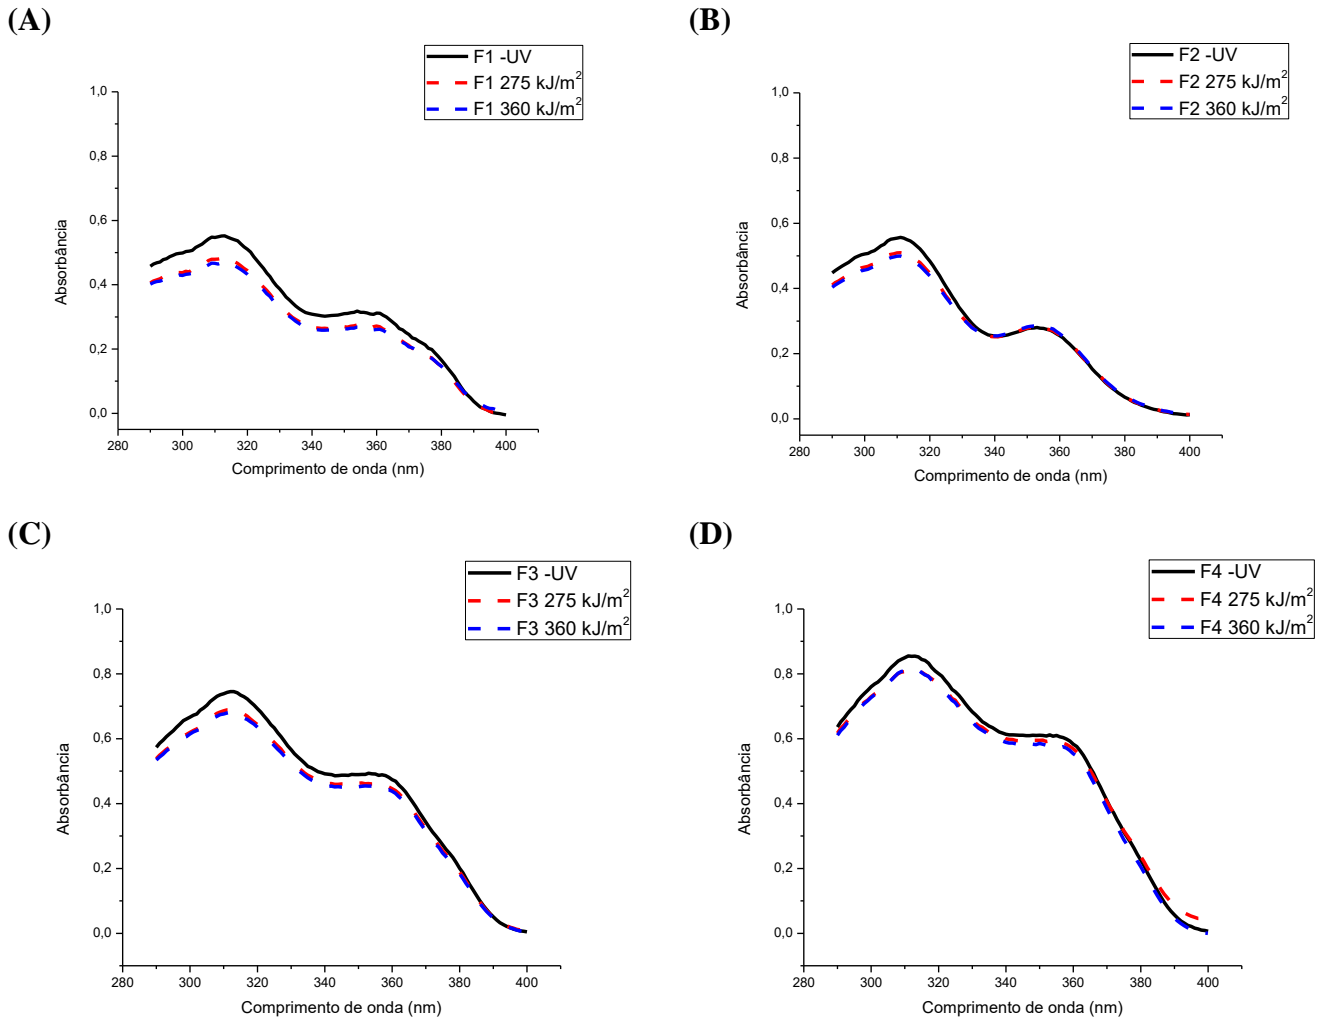 (A)
F1 -UV
F1 275 kJ/m²
F1 360 kJ/m²
1,0
0,8
0,6
0,4
0,2
0,0
Absorbância
280 300 320 340 360 380 400
Comprimento de onda (nm)
(B)
F2 -UV
F2 275 kJ/m²
F2 360 kJ/m²
1,0
0,8
0,6
0,4
0,2
0,0
Absorbância
280 300 320 340 360 380 400
Comprimento de onda (nm)
(C)
F3 -UV
F3 275 kJ/m²
F3 360 kJ/m²
1,0
0,8
0,6
0,4
0,2
0,0
Absorbância
280 300 320 340 360 380 400
Comprimento de onda (nm)
(D)
F4 -UV
F4 275 kJ/m²
F4 360 kJ/m²
1,0
0,8
0,6
0,4
0,2
0,0
Absorbância
280 300 320 340 360 380 400
Comprimento de onda (nm)